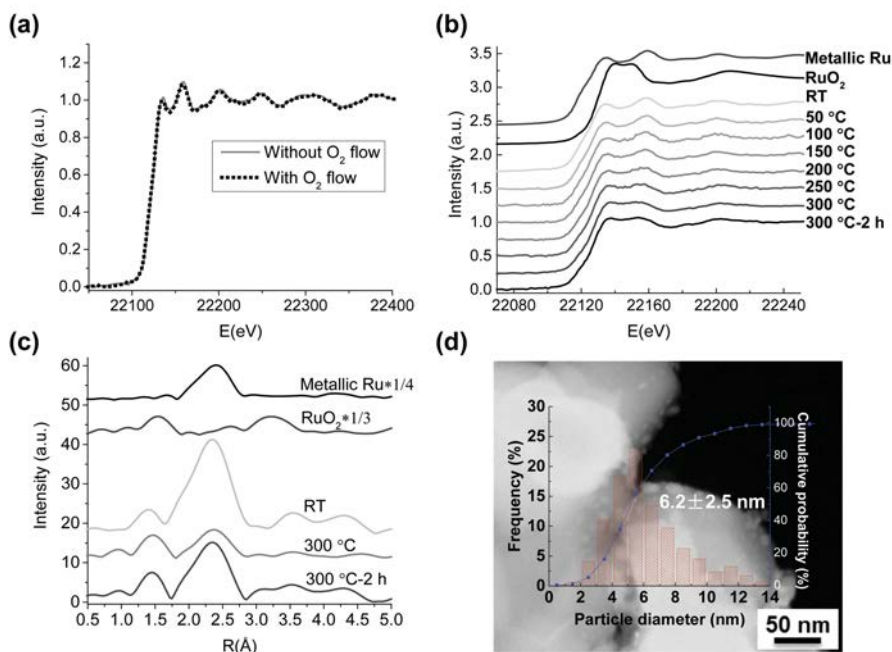 (a)
Intensity (a.u.)
1.2
1.0
0.8
0.6
0.4
0.2
0.0
Without O₂ flow
With O₂ flow
22100
22200
22300
22400
E(eV)
(b)
Intensity (a.u.)
3.5
3.0
2.5
2.0
1.5
1.0
0.5
0.0
Metallic Ru
RuO₂
RT
50 °C
100 °C
150 °C
200 °C
250 °C
300 °C
300 °C-2 h
22080
22120
22160
22200
22240
E(eV)
(c)
Intensity (a.u.)
60
50
40
30
20
10
0
Metallic Ru*1/4
RuO₂*1/3
RT
300 °C
300 °C-2 h
0.5
1.0
1.5
2.0
2.5
3.0
3.5
4.0
4.5
5.0
R(Å)
(d)
Frequency (%)
30
25
20
15
10
5
0
6.2±2.5 nm
100
80
60
40
20
0
Cumulative probability (%)
0
2
4
6
8
10
12
14
Particle diameter (nm)
50 nm